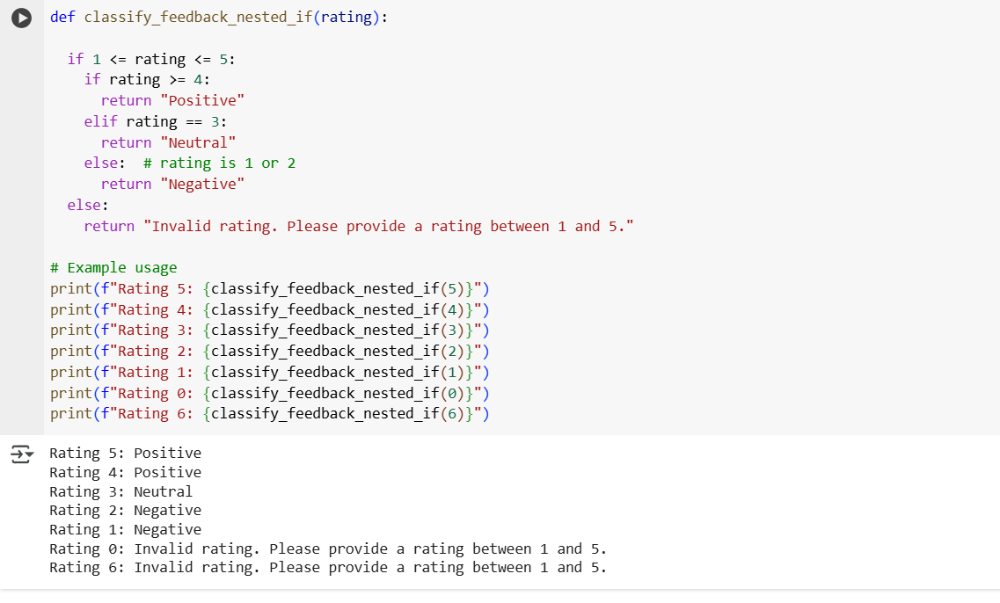 def classify_feedback_nested_if(rating):
  if 1 <= rating <= 5:
    if rating >= 4:
      return "Positive"
    elif rating == 3:
      return "Neutral"
    else:  # rating is 1 or 2
      return "Negative"
  else:
    return "Invalid rating. Please provide a rating between 1 and 5."
# Example usage
print(f"Rating 5: {classify_feedback_nested_if(5)}")
print(f"Rating 4: {classify_feedback_nested_if(4)}")
print(f"Rating 3: {classify_feedback_nested_if(3)}")
print(f"Rating 2: {classify_feedback_nested_if(2)}")
print(f"Rating 1: {classify_feedback_nested_if(1)}")
print(f"Rating 0: {classify_feedback_nested_if(0)}")
print(f"Rating 6: {classify_feedback_nested_if(6)}")
Rating 5: Positive
Rating 4: Positive
Rating 3: Neutral
Rating 2: Negative
Rating 1: Negative
Rating 0: Invalid rating. Please provide a rating between 1 and 5.
Rating 6: Invalid rating. Please provide a rating between 1 and 5.